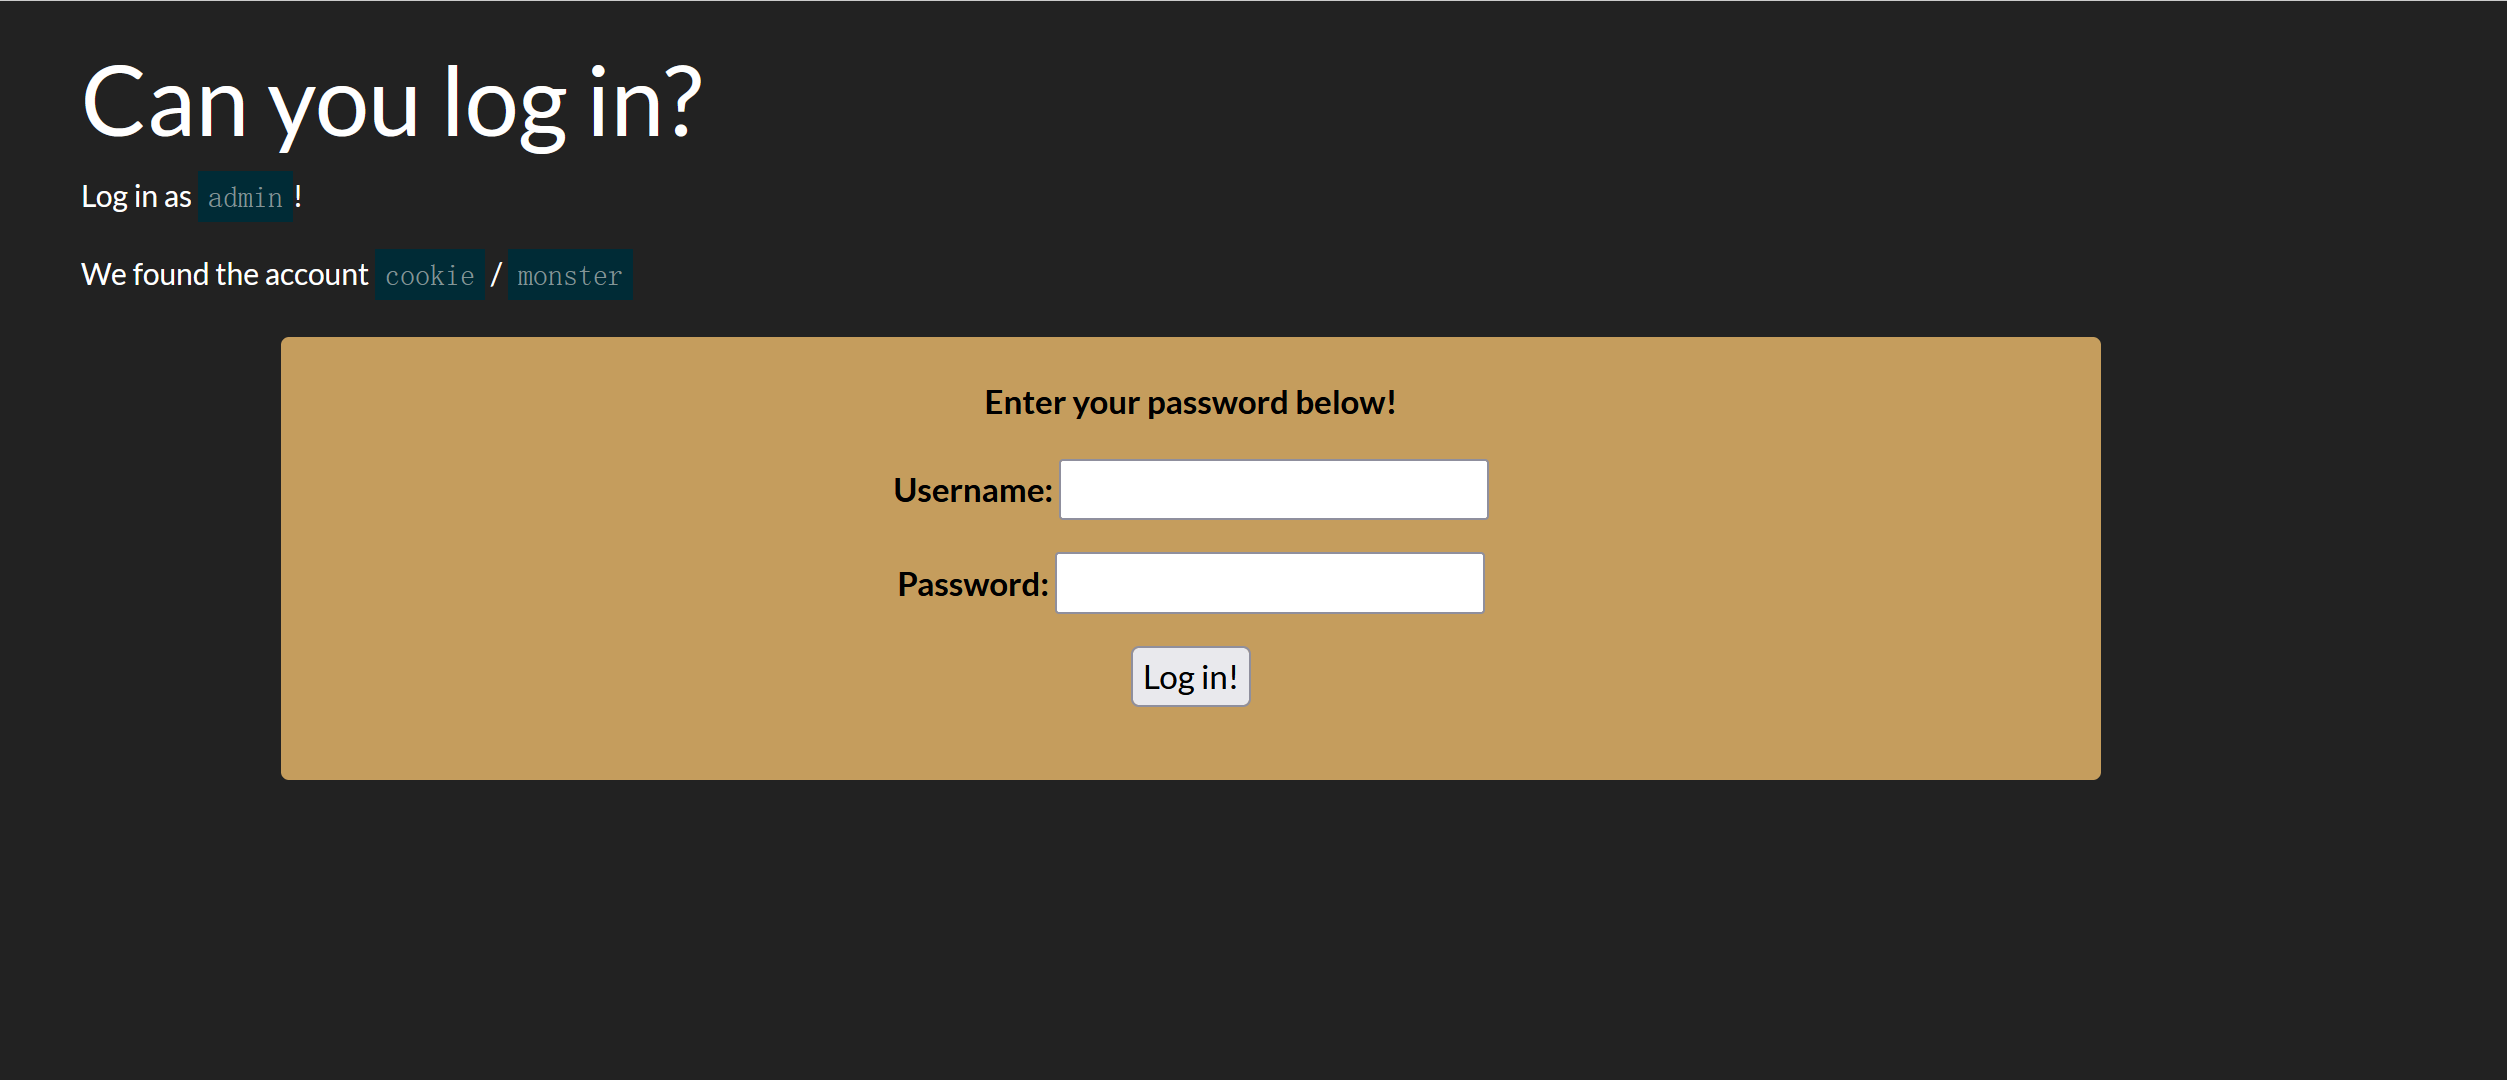 Can you log in?
Log in as admin!
We found the account cookie / monster
Enter your password below!
Username:
Password:
Log in!